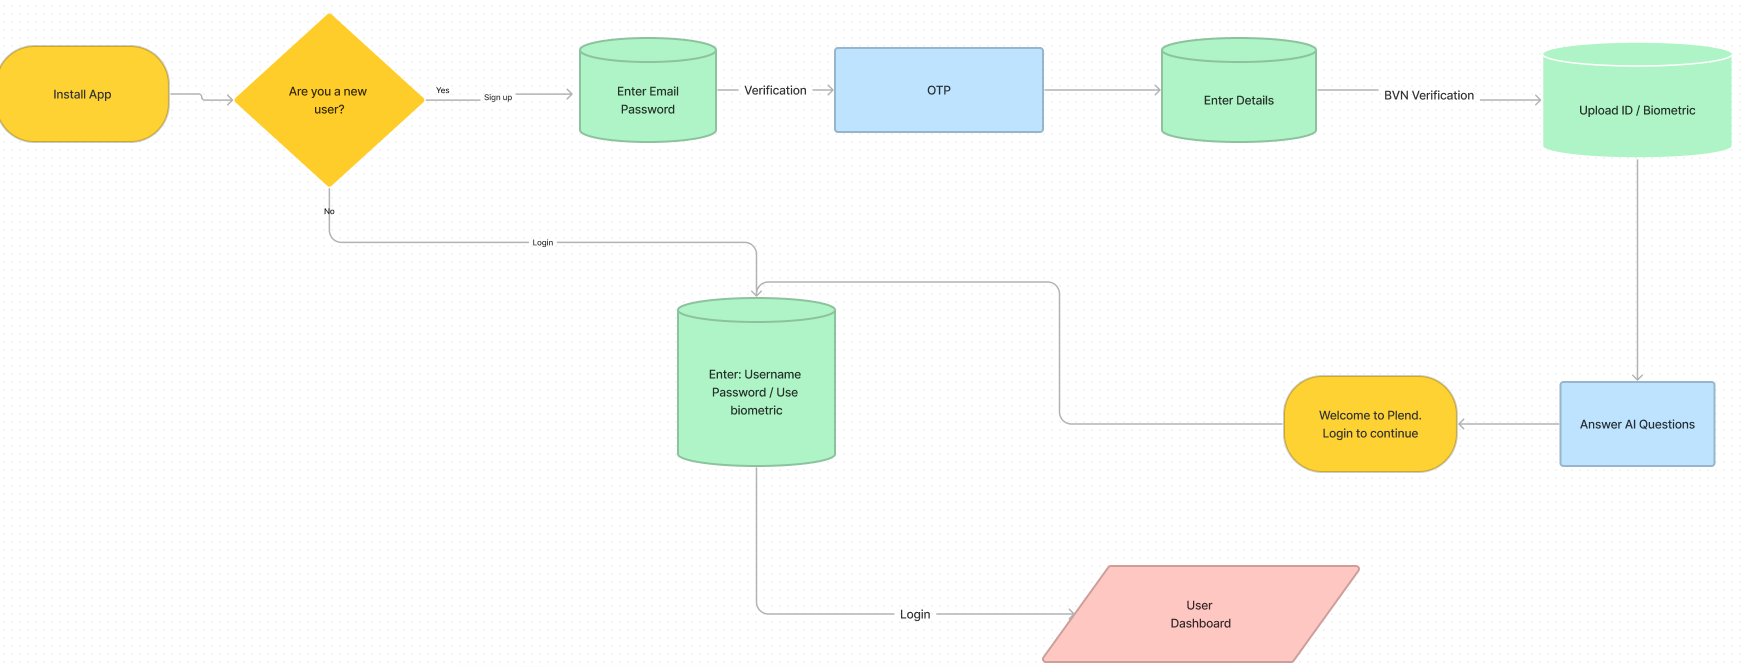 Install App
Are you a new
user?
Yes
Sign up
Enter Email
Password
Verification
OTP
Enter Details
BVN Verification
Upload ID / Biometric
No
Login
Enter: Username
Password / Use
biometric
Welcome to Plend.
Login to continue
Answer AI Questions
Login
User
Dashboard